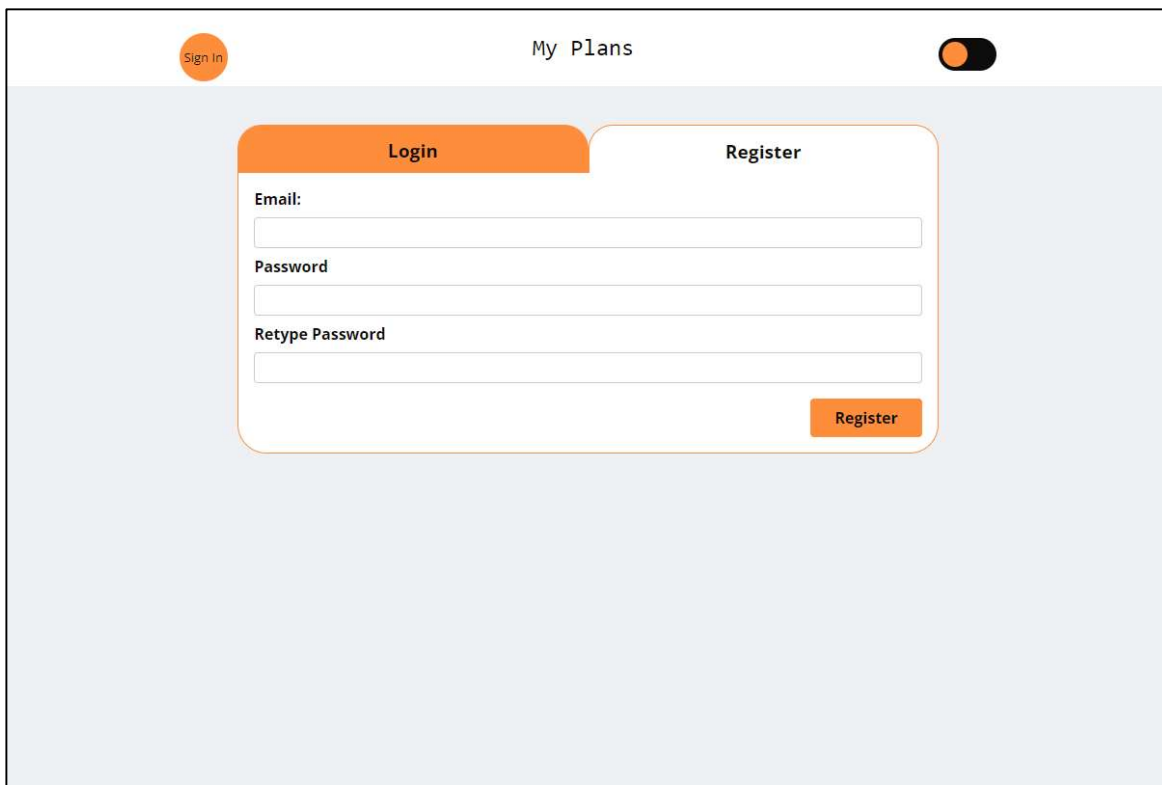 Sign In
My Plans
Login
Register
Email:
Password
Retype Password
Register